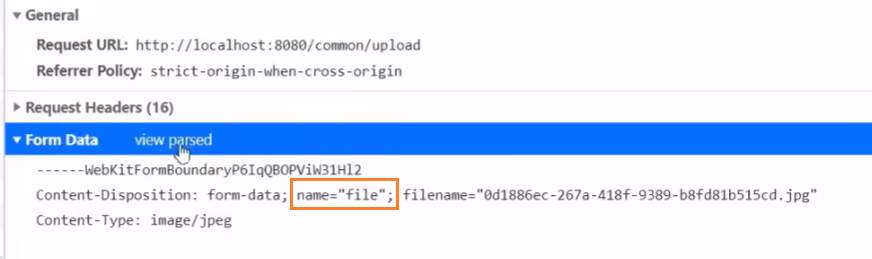 General
Request URL: http://localhost:8080/common/upload
Referrer Policy: strict-origin-when-cross-origin
Request Headers (16)
Form Data view parsed
------WebKitFormBoundaryP6IqQBOPViW31Hl2
Content-Disposition: form-data; name="file"; filename="0d1886ec-267a-418f-9389-b8fd81b515cd.jpg"
Content-Type: image/jpeg